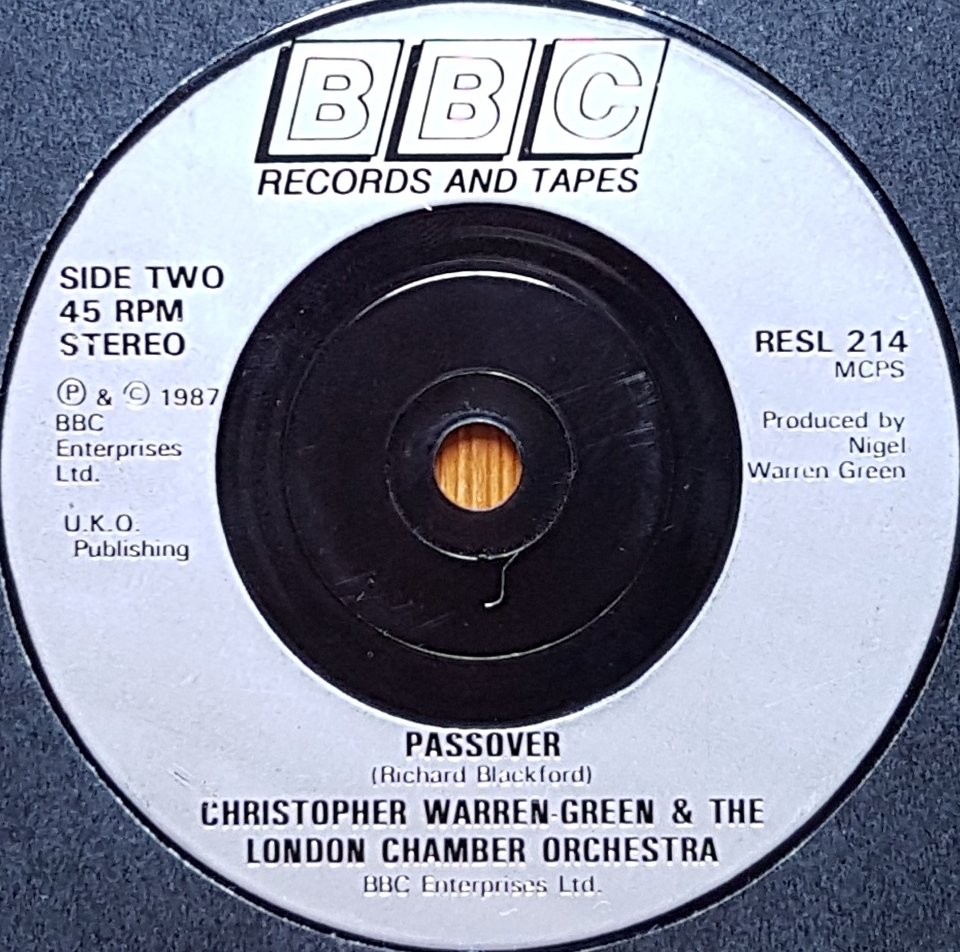 BBC
RECORDS AND TAPES
SIDE TWO
45 RPM
STEREO
Ⓟ & © 1987
BBC
Enterprises
Ltd.
U.K.O.
Publishing
RESL 214
MCPS
Produced by
Nigel
Warren Green
PASSOVER
(Richard Blackford)
CHRISTOPHER WARREN-GREEN & THE
LONDON CHAMBER ORCHESTRA
BBC Enterprises Ltd.